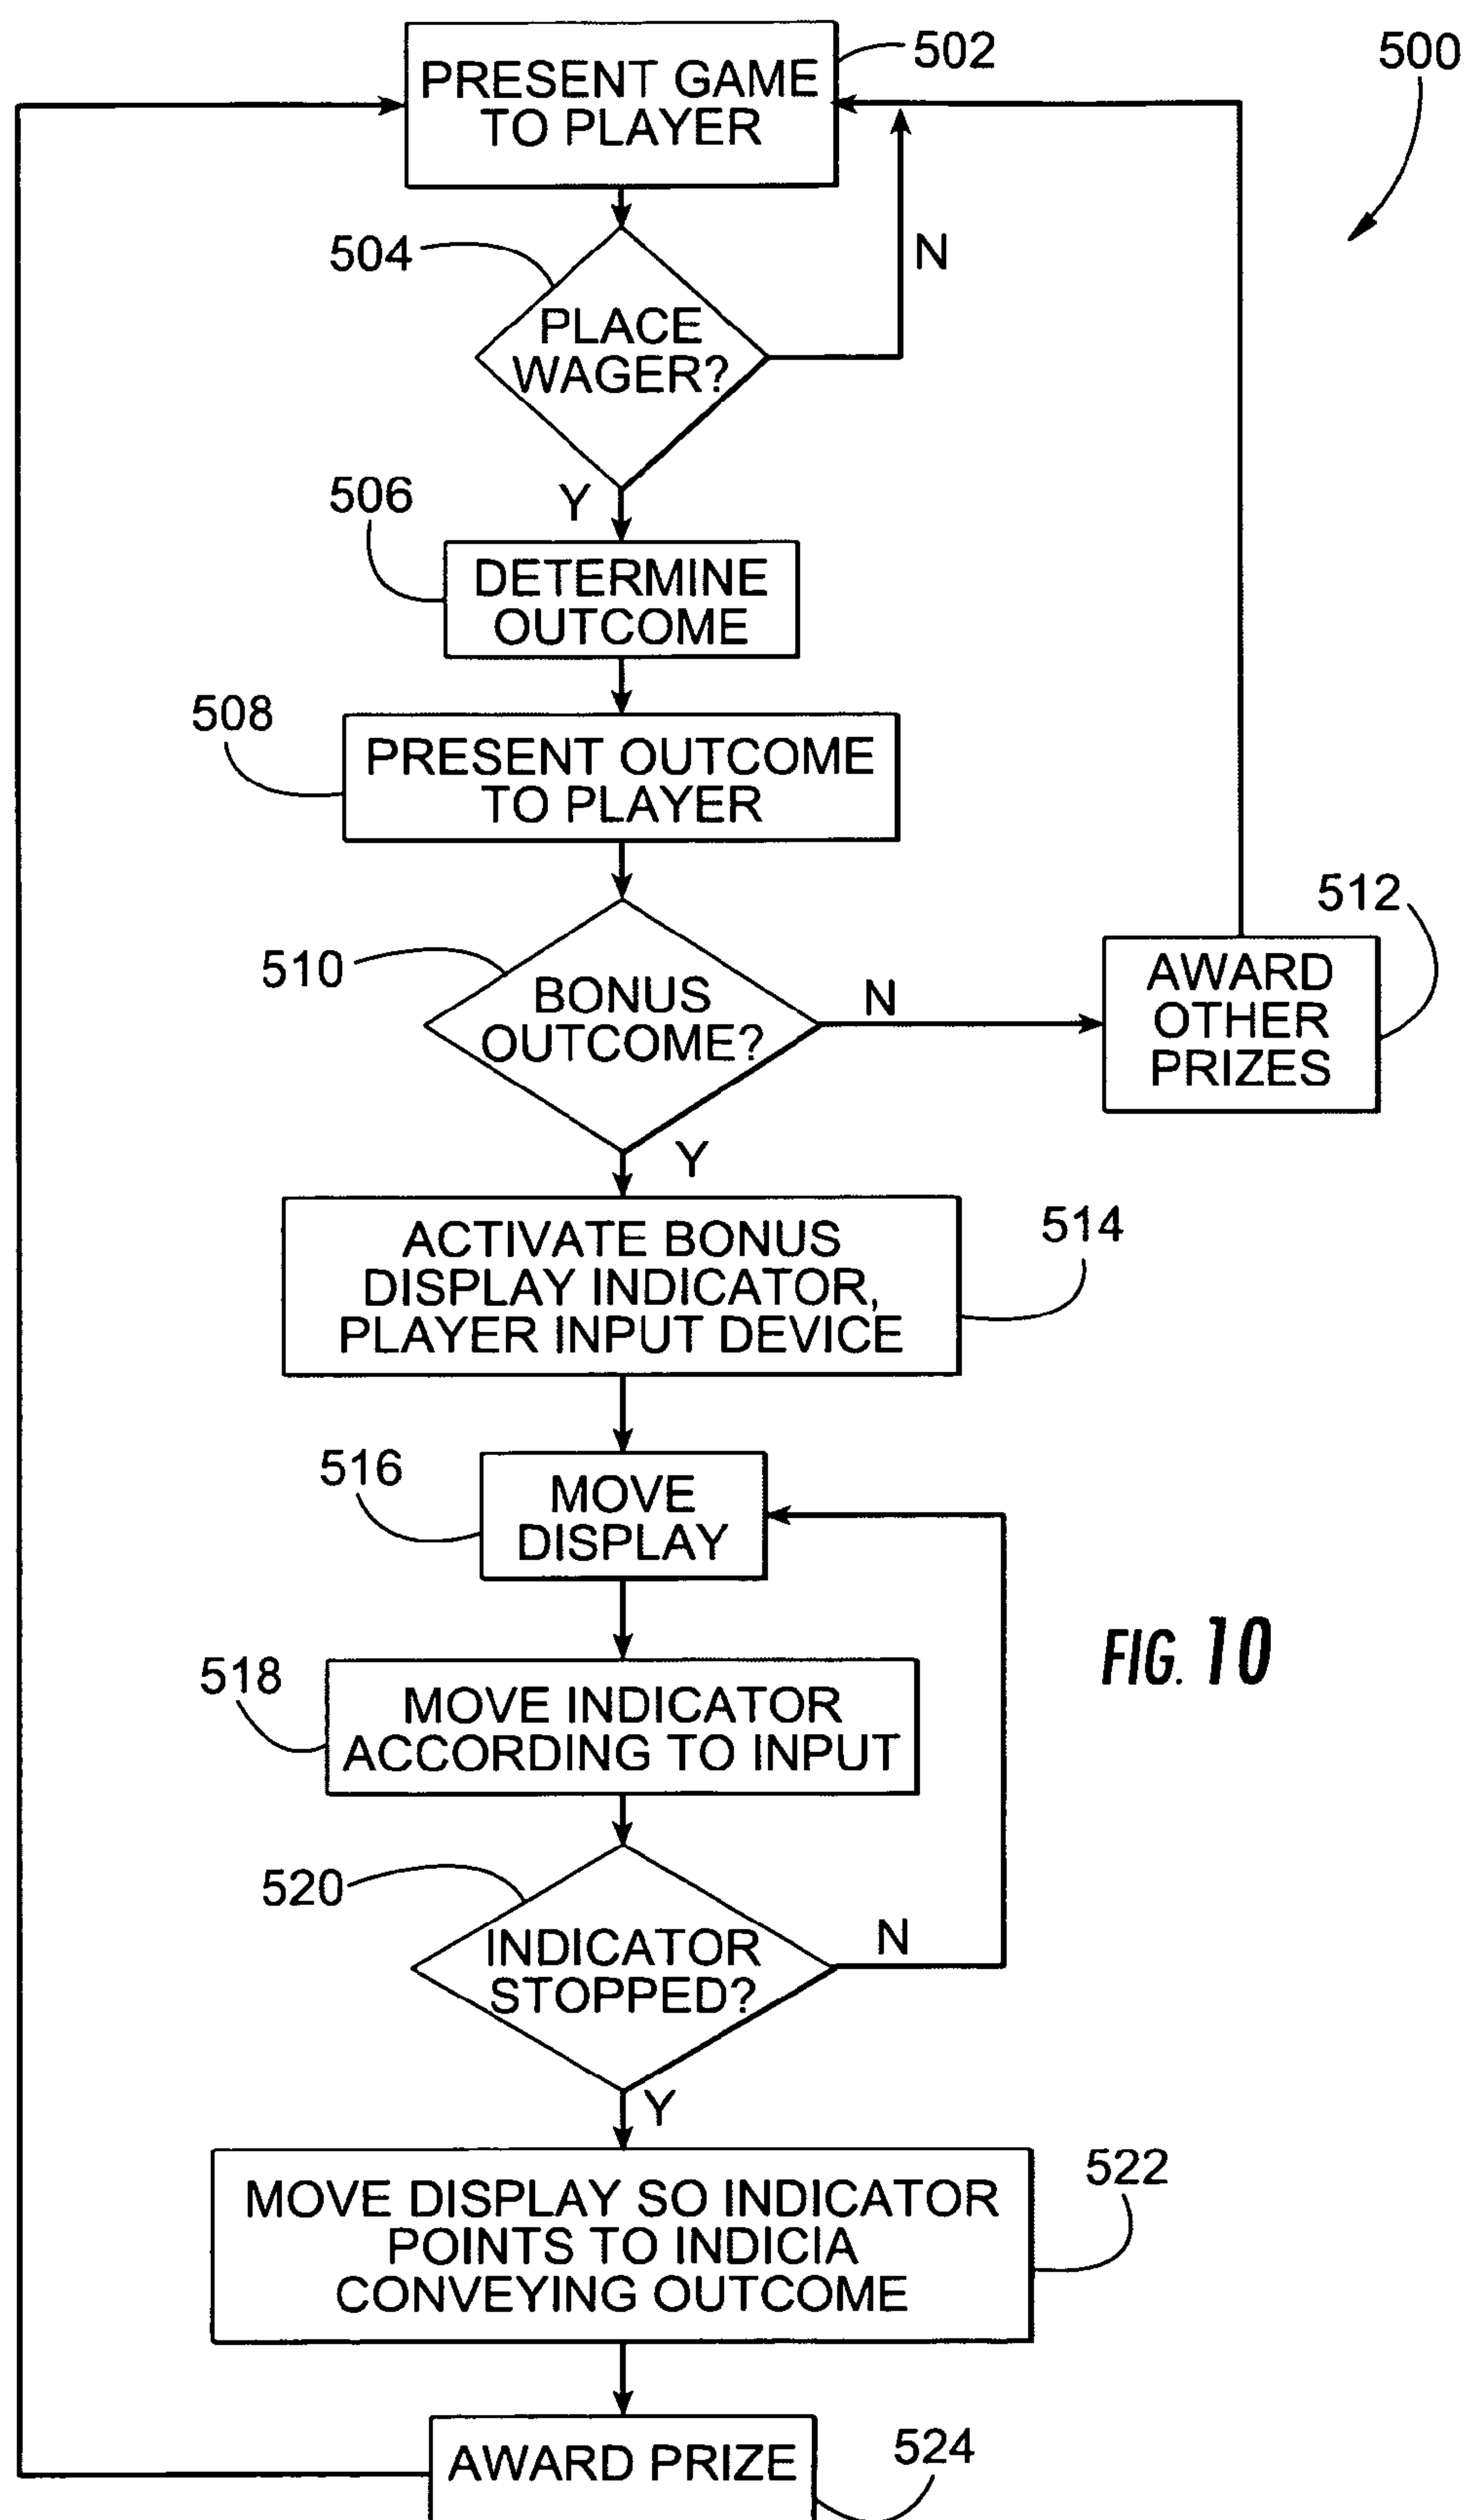 502
500
PRESENT GAME
TO PLAYER
504
N
PLACE
WAGER?
506
Y
DETERMINE
OUTCOME
508
PRESENT OUTCOME
TO PLAYER
512
510
BONUS
OUTCOME?
N
AWARD
OTHER
PRIZES
Y
514
ACTIVATE BONUS
DISPLAY INDICATOR,
PLAYER INPUT DEVICE
516
MOVE
DISPLAY
FIG. 10
518
MOVE INDICATOR
ACCORDING TO INPUT
520
N
INDICATOR
STOPPED?
Y
522
MOVE DISPLAY SO INDICATOR
POINTS TO INDICIA
CONVEYING OUTCOME
524
AWARD PRIZE